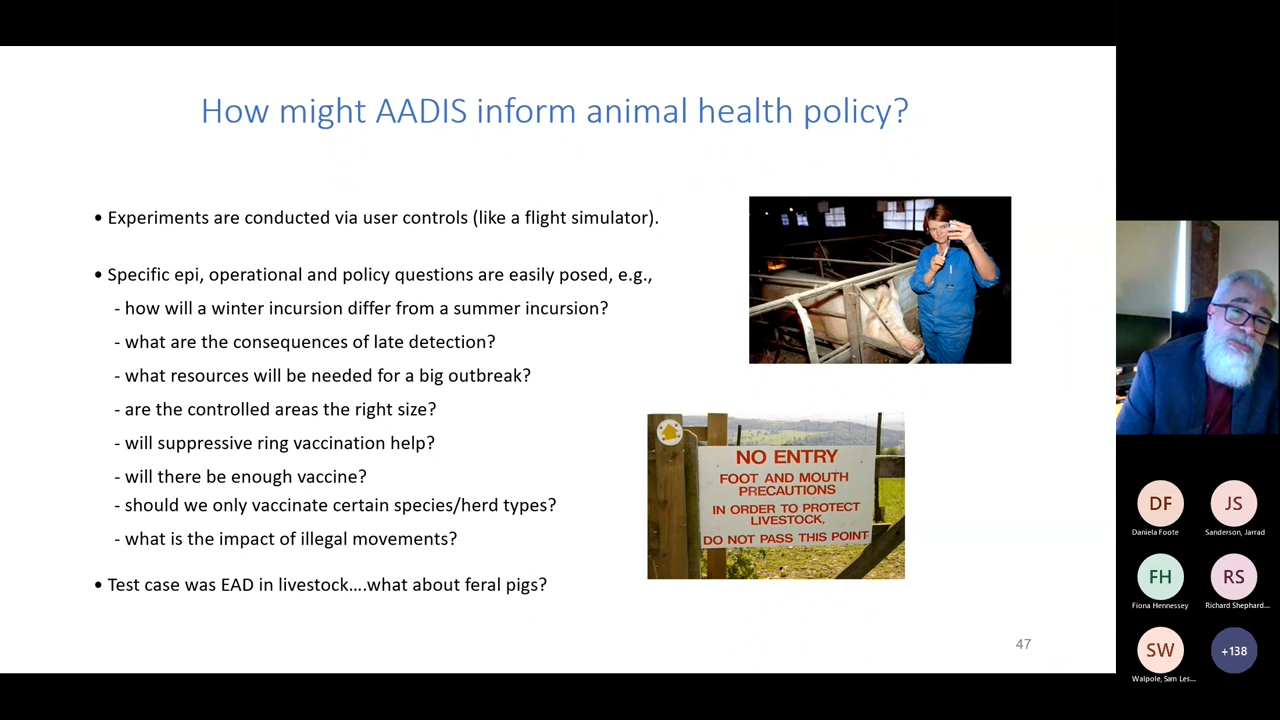 How might AADIS inform animal health policy?
• Experiments are conducted via user controls (like a flight simulator).
• Specific epi, operational and policy questions are easily posed, e.g.,
- how will a winter incursion differ from a summer incursion?
- what are the consequences of late detection?
- what resources will be needed for a big outbreak?
- are the controlled areas the right size?
- will suppressive ring vaccination help?
- will there be enough vaccine?
- should we only vaccinate certain species/herd types?
- what is the impact of illegal movements?
• Test case was EAD in livestock....what about feral pigs?
NO ENTRY
FOOT AND MOUTH
PRECAUTIONS
IN ORDER TO PROTECT
LIVESTOCK,
DO NOT PASS THIS POINT
47
DF
Daniela Foote
JS
Sanderson, Jarrad
FH
Fiona Hennessey
RS
Richard Shephard...
SW
Walpole, Sam Les...
+138